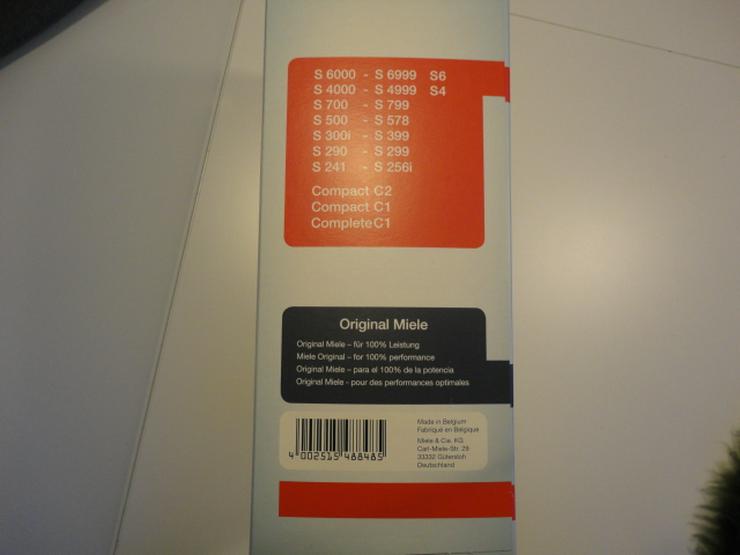 S 6000 - S 6999 S6
S 4000 - S 4999 S4
S 700 - S 799
S 500 - S 578
S 300i - S 399
S 290 - S 299
S 241 - S 256i
Compact C2
Compact C1
Complete C1
Original Miele
Original Miele – für 100% Leistung
Miele Original – for 100% performance
Original Miele – para el 100% de la potencia
Original Miele - pour des performances optimales
4 002515 488485
Made in Belgium
Fabriqué en Belgique
Miele & Cie. KG
Carl-Miele-Str. 29
33332 Gütersloh
Deutschland